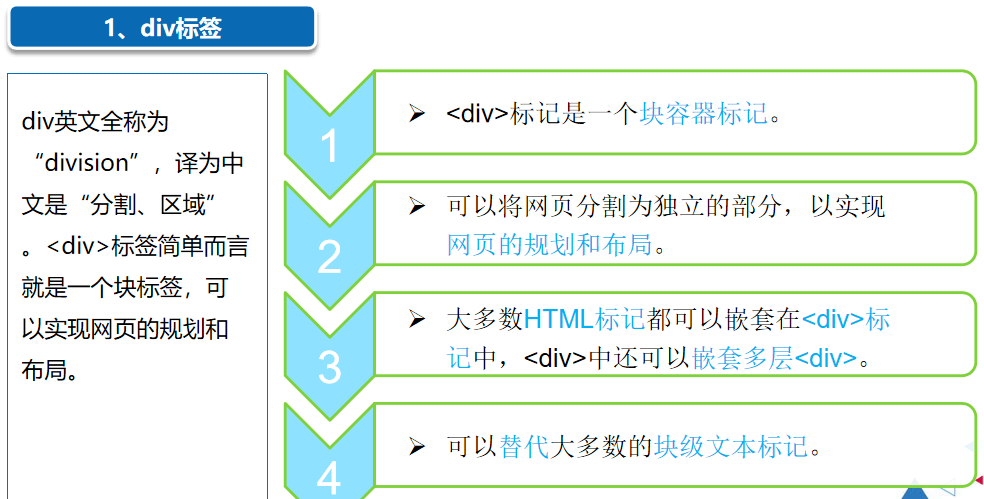 1、div标签
div英文全称为
“division”，译为中
文是“分割、区域”
。<div>标签简单而言
就是一个块标签，可
以实现网页的规划和
布局。
1
➢ <div>标记是一个块容器标记。
2
➢ 可以将网页分割为独立的部分，以实现
网页的规划和布局。
3
➢ 大多数HTML标记都可以嵌套在<div>标
记中，<div>中还可以嵌套多层<div>。
4
➢ 可以替代大多数的块级文本标记。